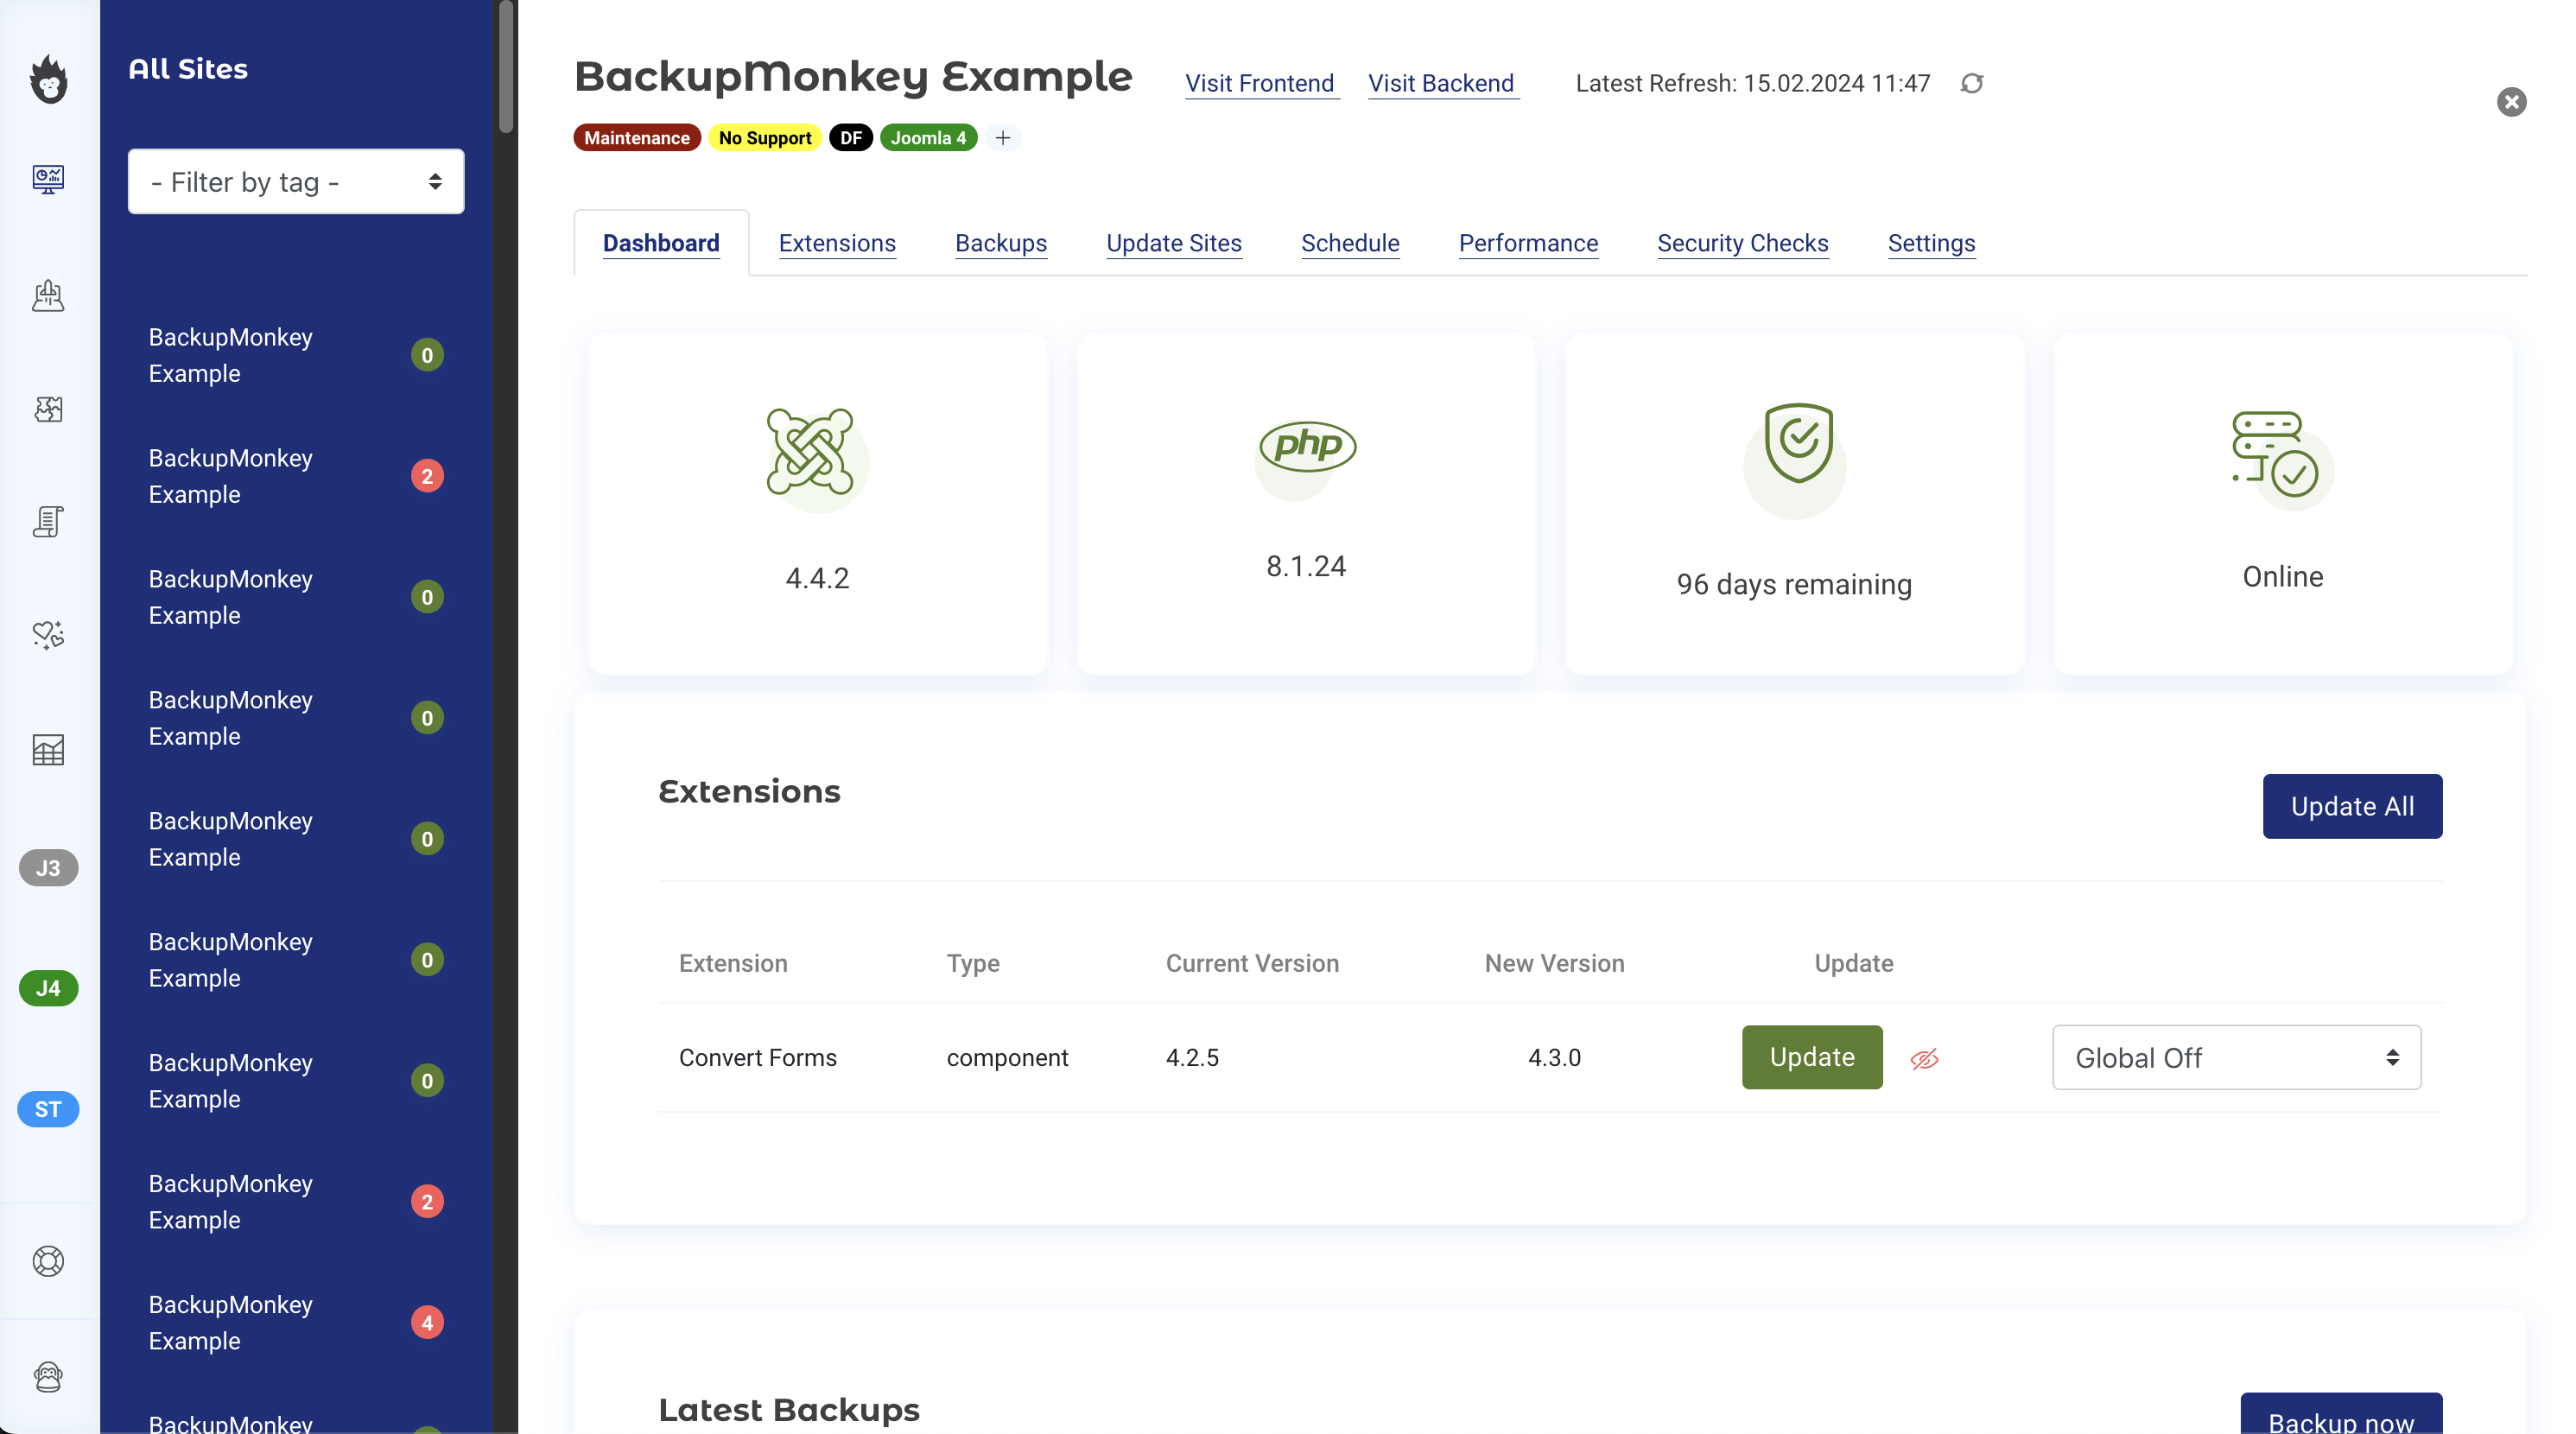 All Sites
- Filter by tag -
BackupMonkey
Example
0
BackupMonkey
Example
2
BackupMonkey
Example
0
BackupMonkey
Example
0
BackupMonkey
Example
0
BackupMonkey
Example
0
BackupMonkey
Example
0
BackupMonkey
Example
2
BackupMonkey
Example
4
BackupMonkey
J3
J4
ST
BackupMonkey Example
Visit Frontend
Visit Backend
Latest Refresh: 15.02.2024 11:47
Maintenance
No Support
DF
Joomla 4
+
Dashboard
Extensions
Backups
Update Sites
Schedule
Performance
Security Checks
Settings
4.4.2
php
8.1.24
96 days remaining
Online
Extensions
Update All
Extension
Type
Current Version
New Version
Update
Convert Forms
component
4.2.5
4.3.0
Update
Global Off
Latest Backups
Backup now